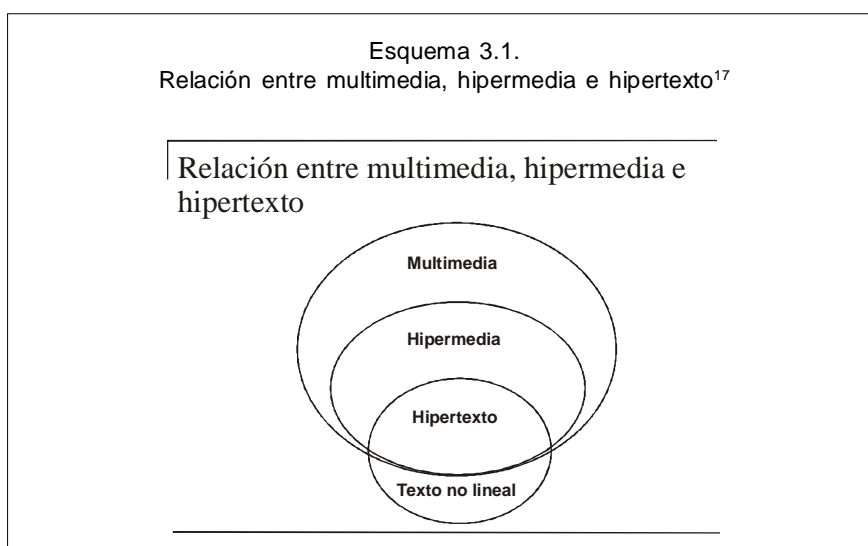 Esquema 3.1.
Relación entre multimedia, hipermedia e hipertexto¹⁷
Relación entre multimedia, hipermedia e
hipertexto
Multimedia
Hipermedia
Hipertexto
Texto no lineal